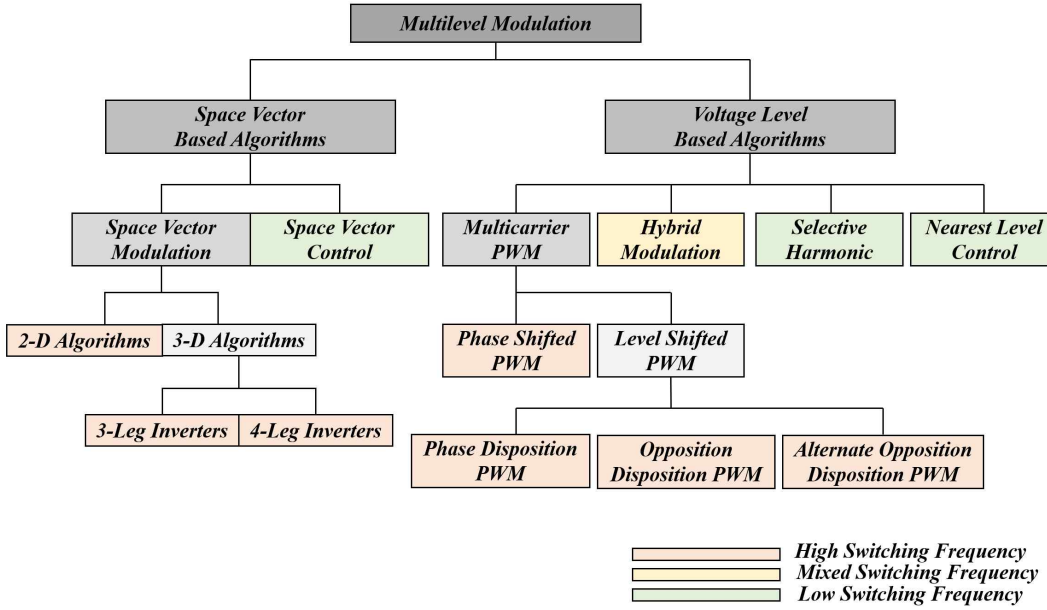 Multilevel Modulation
Space Vector
Based Algorithms
Voltage Level
Based Algorithms
Space Vector
Modulation
Space Vector
Control
Multicarrier
PWM
Hybrid
Modulation
Selective
Harmonic
Nearest Level
Control
2-D Algorithms
3-D Algorithms
Phase Shifted
PWM
Level Shifted
PWM
3-Leg Inverters
4-Leg Inverters
Phase Disposition
PWM
Opposition
Disposition PWM
Alternate Opposition
Disposition PWM
High Switching Frequency
Mixed Switching Frequency
Low Switching Frequency